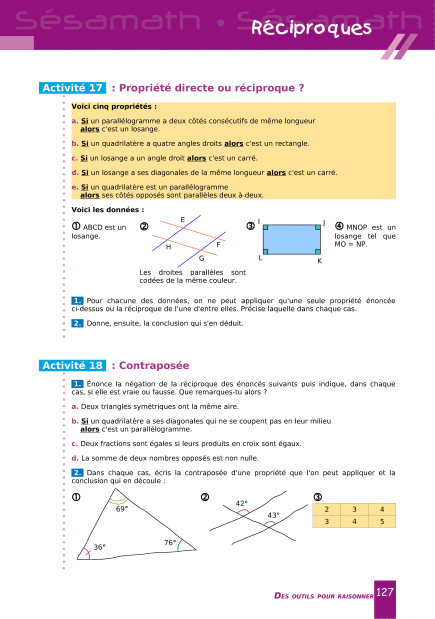 Sésamath • Sésamath
Réciproques
Activité 17 : Propriété directe ou réciproque ?
Voici cinq propriétés :
a. Si un parallélogramme a deux côtés consécutifs de même longueur
alors c'est un losange.
b. Si un quadrilatère a quatre angles droits alors c'est un rectangle.
c. Si un losange a un angle droit alors c'est un carré.
d. Si un losange a ses diagonales de la même longueur alors c'est un carré.
e. Si un quadrilatère est un parallélogramme
alors ses côtés opposés sont parallèles deux à deux.
Voici les données :
① ABCD est un
losange.
②
E
F
H
G
Les droites parallèles sont
codées de la même couleur.
③
I
J
L
K
④ MNOP est un
losange tel que
MO = NP.
1. Pour chacune des données, on ne peut appliquer qu'une seule propriété énoncée
ci-dessus ou la réciproque de l'une d'entre elles. Précise laquelle dans chaque cas.
2. Donne, ensuite, la conclusion qui s'en déduit.
Activité 18 : Contraposée
1. Énonce la négation de la réciproque des énoncés suivants puis indique, dans chaque
cas, si elle est vraie ou fausse. Que remarques-tu alors ?
a. Deux triangles symétriques ont la même aire.
b. Si un quadrilatère a ses diagonales qui ne se coupent pas en leur milieu
alors c'est un parallélogramme.
c. Deux fractions sont égales si leurs produits en croix sont égaux.
d. La somme de deux nombres opposés est non nulle.
2. Dans chaque cas, écris la contraposée d'une propriété que l'on peut appliquer et la
conclusion qui en découle :
①
69°
36°
76°
②
42°
43°
③
2 3 4
3 4 5
DES OUTILS POUR RAISONNER 127